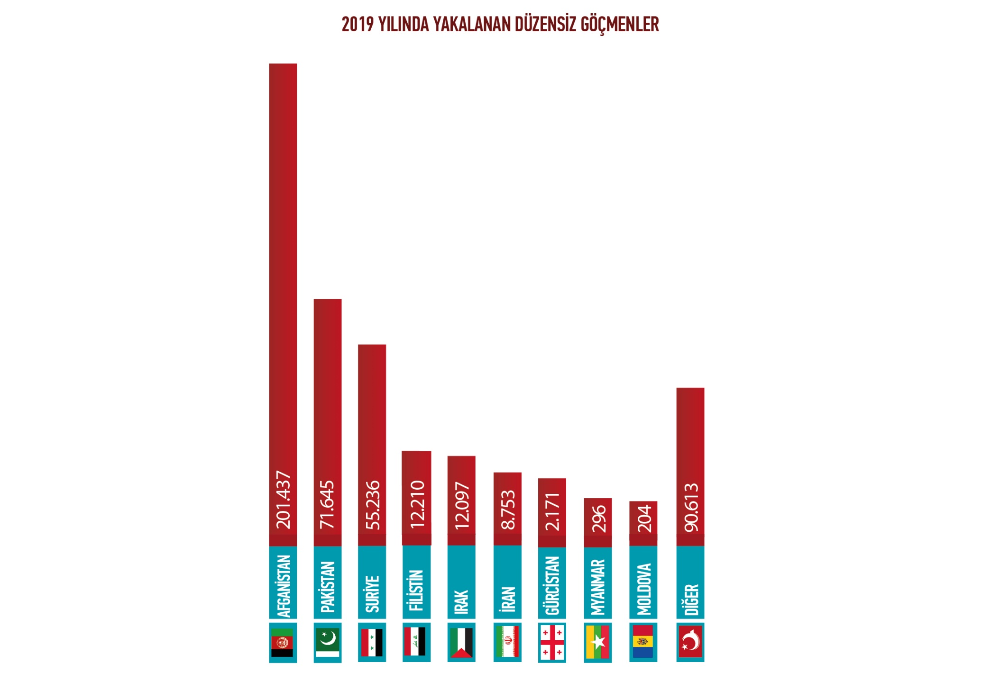 2019 YILINDA YAKALANAN DÜZENSİZ GÖÇMENLER
201.437
AFGANİSTAN
71.645
PAKİSTAN
55.236
SURİYE
12.210
FİLİSTİN
12.097
IRAK
8.753
İRAN
2.171
GÜRCİSTAN
296
MYANMAR
204
MOLDOVA
90.613
DİĞER